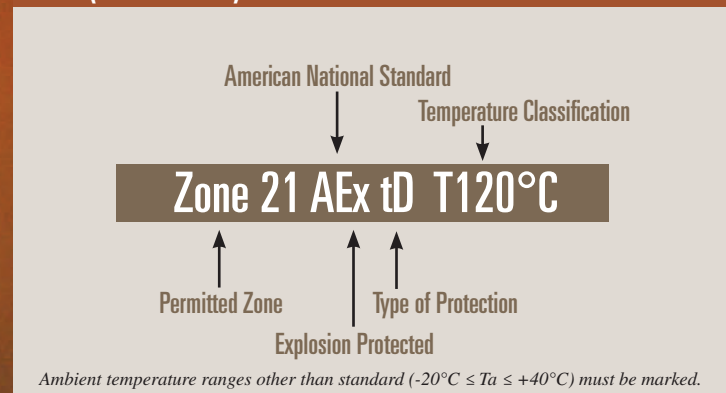 American National Standard
Temperature Classification
Zone 21 AEx tD T120°C
Permitted Zone
Type of Protection
Explosion Protected
Ambient temperature ranges other than standard (-20°C ≤ Ta ≤ +40°C) must be marked.